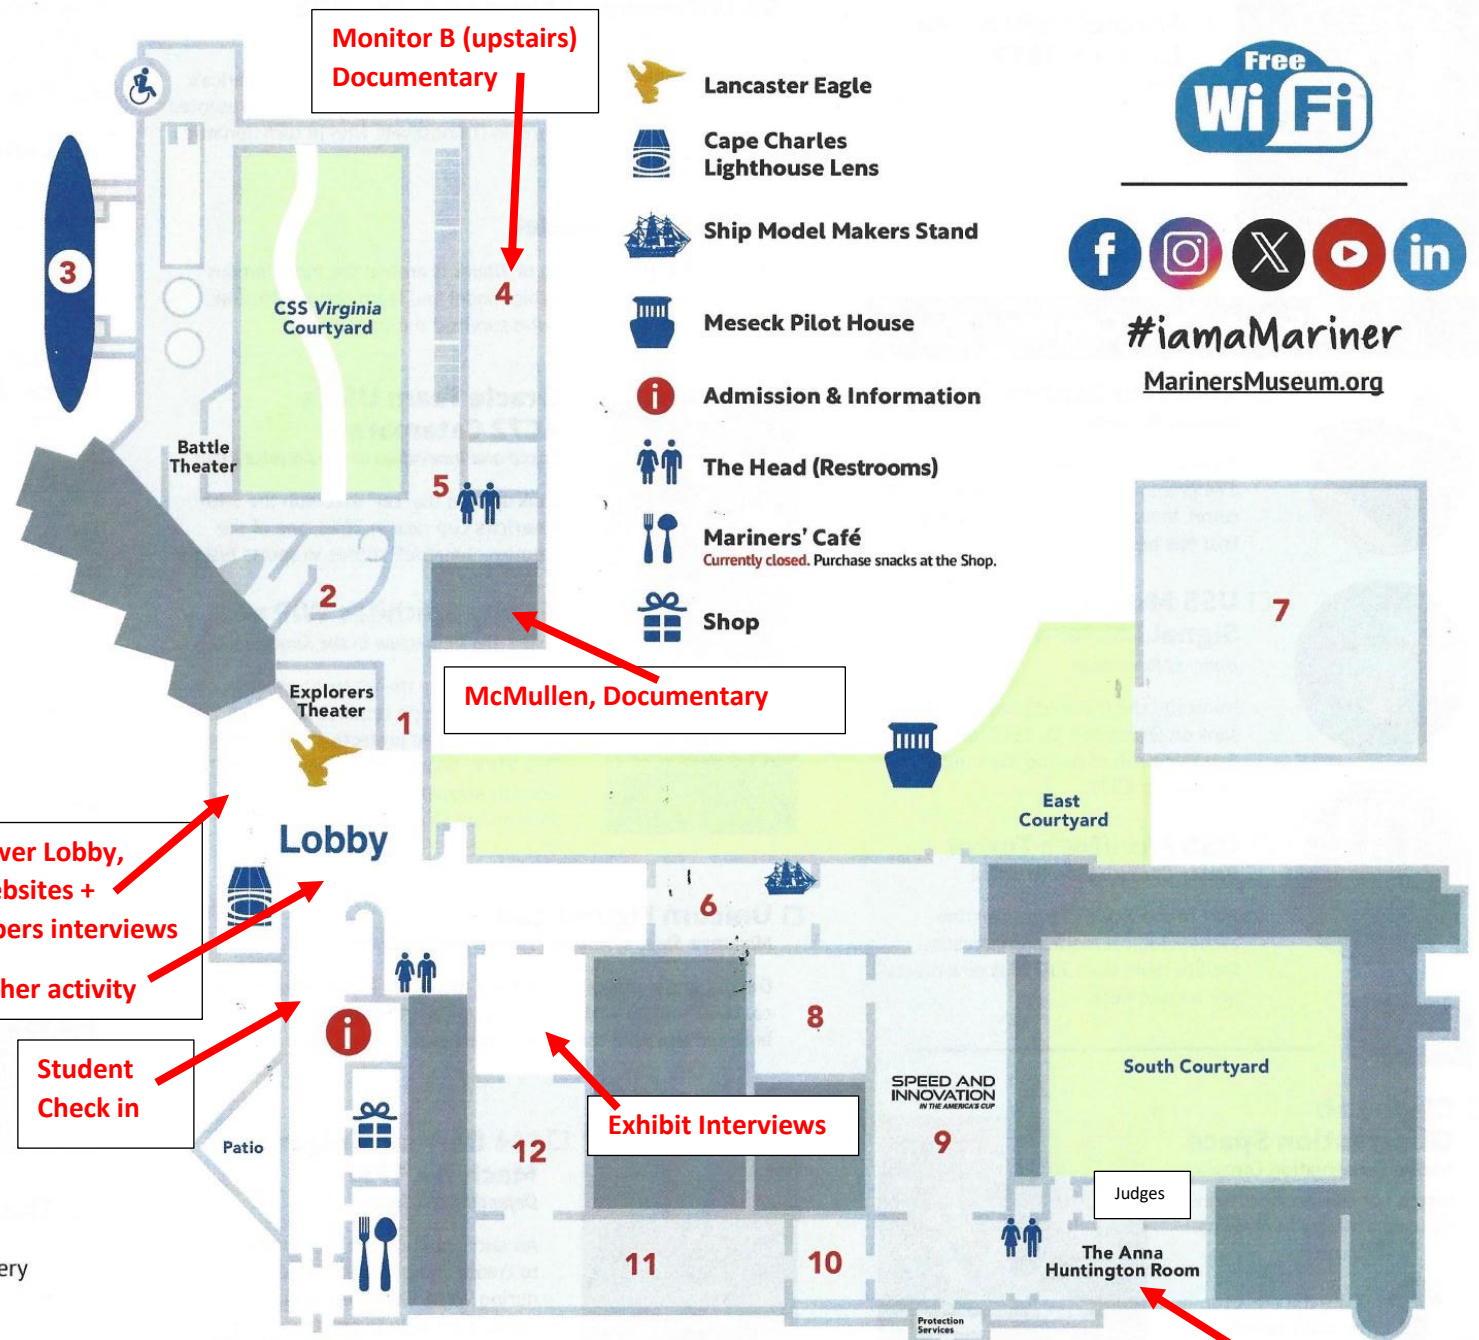 Monitor B (upstairs)
Documentary
Lancaster Eagle
Cape Charles
Lighthouse Lens
Ship Model Makers Stand
Meseck Pilot House
i
Admission & Information
The Head (Restrooms)
Mariners' Café
Currently closed. Purchase snacks at the Shop.
Shop
Free
WiFi
f
X
in
#iamaMariner
MarinersMuseum.org
3
CSS Virginia
Courtyard
4
Battle
Theater
5
2
7
Explorers
Theater
1
McMullen, Documentary
East
Courtyard
Lobby
ver Lobby,
ebsites +
pers interviews
her activity
6
8
i
Student
Check in
Patio
Exhibit Interviews
12
SPEED AND
INNOVATION
IN THE AMERICA'S CUP
9
South Courtyard
Judges
11
10
The Anna
Huntington Room
Protection
Services
ery